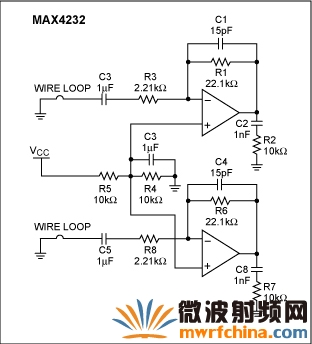 MAX4232
C1
15pF
R1
22.1kΩ
WIRE LOOP
C3
1μF
R3
2.21kΩ
C2
1nF
R2
10kΩ
VCC
C3
1μF
R5
10kΩ
R4
10kΩ
C4
15pF
R6
22.1kΩ
WIRE LOOP
C5
1μF
R8
2.21kΩ
C8
1nF
R7
10kΩ
微波射频网
mwrfchina.com